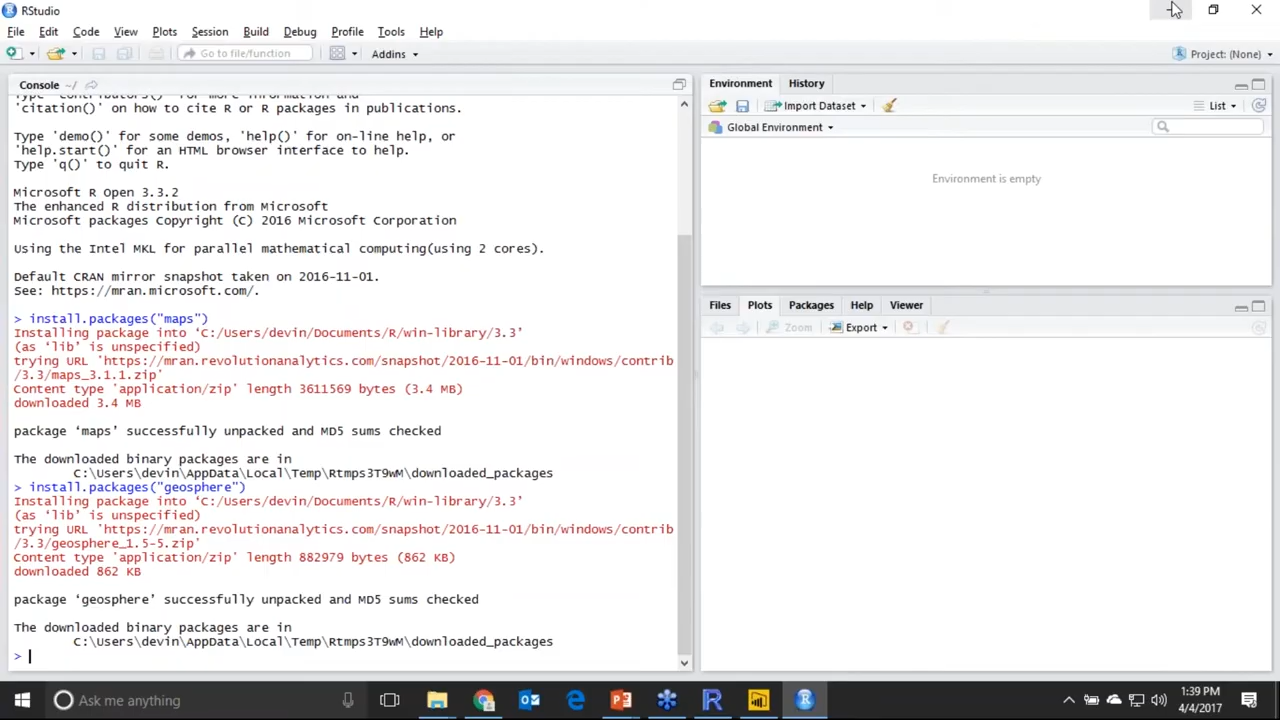 RStudio
File Edit Code View Plots Session Build Debug Profile Tools Help
Go to file/function Addins Project: (None)
Console ~/
Type 'contributors()' for more information and
'citation()' on how to cite R or R packages in publications.
Type 'demo()' for some demos, 'help()' for on-line help, or
'help.start()' for an HTML browser interface to help.
Type 'q()' to quit R.
Microsoft R Open 3.3.2
The enhanced R distribution from Microsoft
Microsoft packages Copyright (C) 2016 Microsoft Corporation
Using the Intel MKL for parallel mathematical computing(using 2 cores).
Default CRAN mirror snapshot taken on 2016-11-01.
See: https://mran.microsoft.com/.
> install.packages("maps")
Installing package into ‘C:/Users/devin/Documents/R/win-library/3.3’
(as ‘lib’ is unspecified)
trying URL 'https://mran.revolutionanalytics.com/snapshot/2016-11-01/bin/windows/contrib
/3.3/maps_3.1.1.zip'
Content type 'application/zip' length 3611569 bytes (3.4 MB)
downloaded 3.4 MB
package ‘maps’ successfully unpacked and MD5 sums checked
The downloaded binary packages are in
C:\Users\devin\AppData\Local\Temp\Rtmps3T9wM\downloaded_packages
> install.packages("geosphere")
Installing package into ‘C:/Users/devin/Documents/R/win-library/3.3’
(as ‘lib’ is unspecified)
trying URL 'https://mran.revolutionanalytics.com/snapshot/2016-11-01/bin/windows/contrib
/3.3/geosphere_1.5-5.zip'
Content type 'application/zip' length 882979 bytes (862 KB)
downloaded 862 KB
package ‘geosphere’ successfully unpacked and MD5 sums checked
The downloaded binary packages are in
C:\Users\devin\AppData\Local\Temp\Rtmps3T9wM\downloaded_packages
>
Environment History
Import Dataset List
Global Environment
Environment is empty
Files Plots Packages Help Viewer
Zoom Export
Ask me anything
1:39 PM
4/4/2017